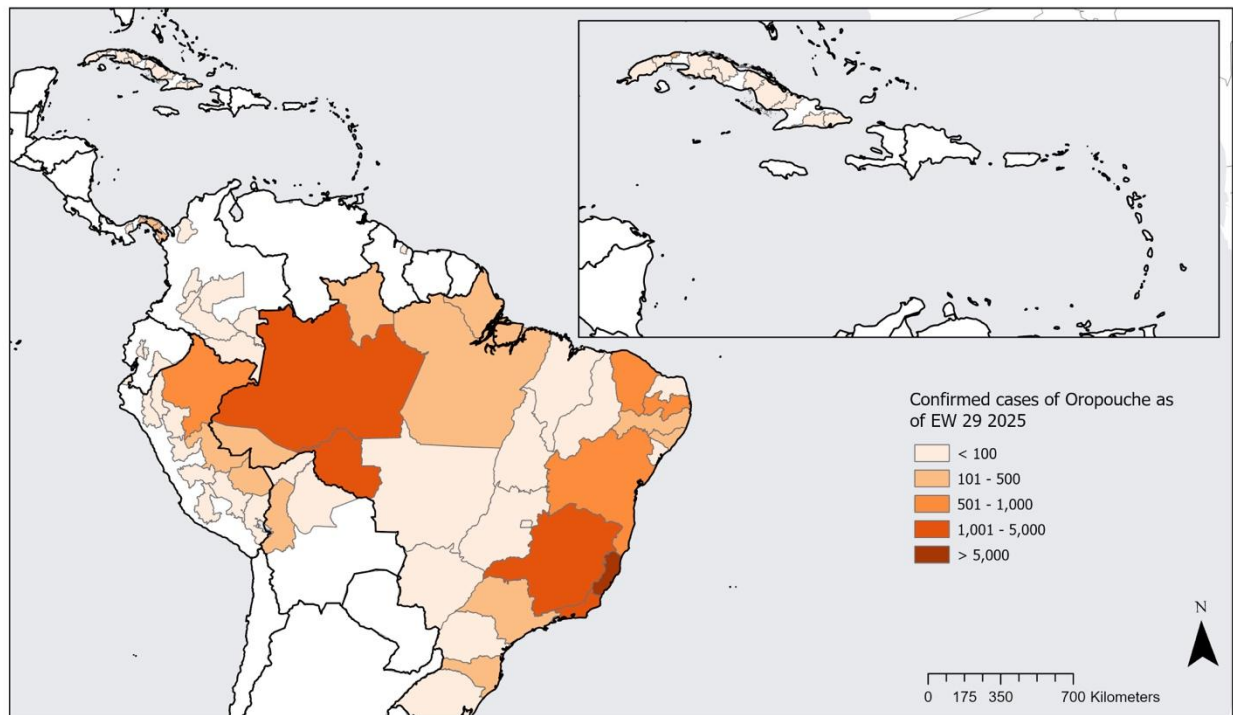 Confirmed cases of Oropouche as
of EW 29 2025
< 100
101 - 500
501 - 1,000
1,001 - 5,000
> 5,000
N
0 175 350 700 Kilometers